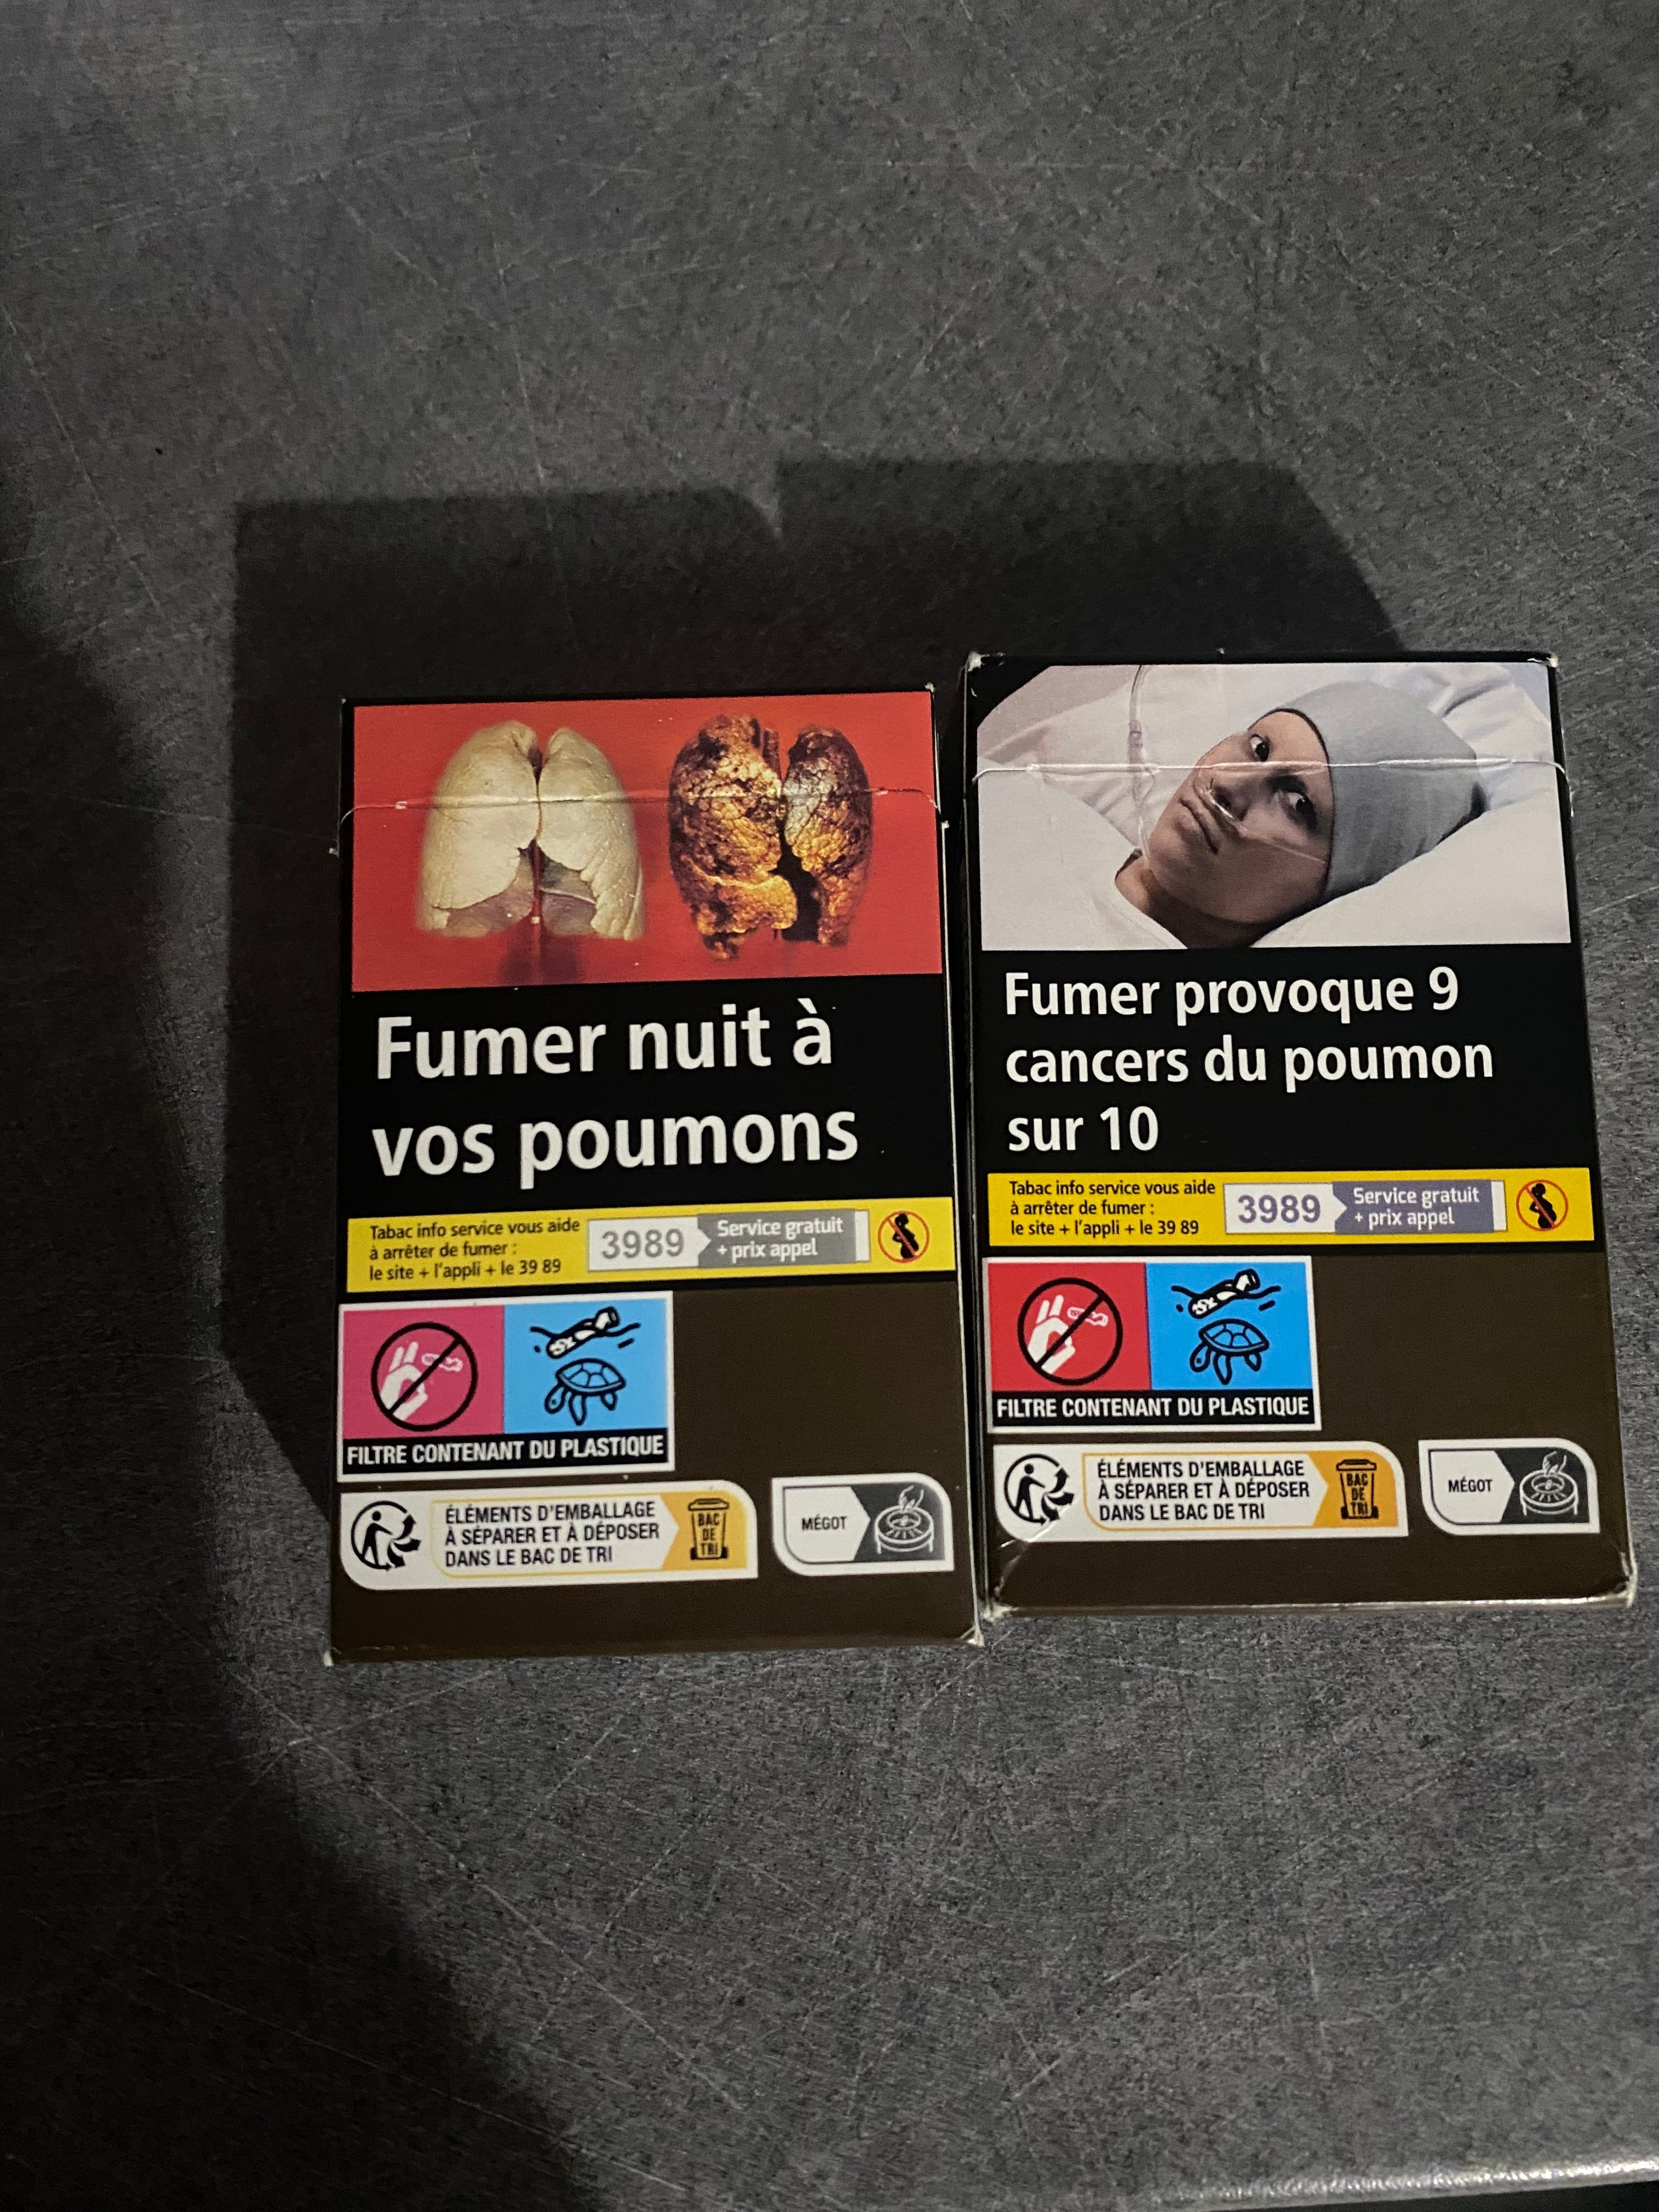 Fumer nuit à
vos poumons
Tabac info service vous aide
à arrêter de fumer :
le site + l'appli + le 39 89
3989
Service gratuit
+ prix appel
FILTRE CONTENANT DU PLASTIQUE
ÉLÉMENTS D'EMBALLAGE
À SÉPARER ET À DÉPOSER
DANS LE BAC DE TRI
BAC
DE
TRI
MÉGOT
Fumer provoque 9
cancers du poumon
sur 10
Tabac info service vous aide
à arrêter de fumer :
le site + l'appli + le 39 89
3989
Service gratuit
+ prix appel
FILTRE CONTENANT DU PLASTIQUE
ÉLÉMENTS D'EMBALLAGE
À SÉPARER ET À DÉPOSER
DANS LE BAC DE TRI
BAC
DE
TRI
MÉGOT